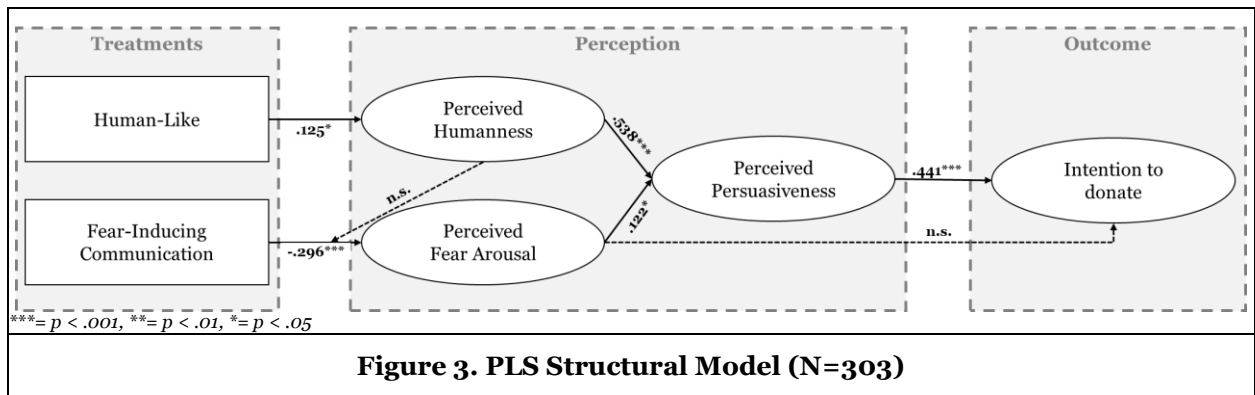 Treatments
Perception
Outcome
Human-Like
.125*
Perceived
Humanness
.538***
n.s.
Fear-Inducing
Communication
-.296***
Perceived
Fear Arousal
.122*
Perceived
Persuasiveness
.441***
n.s.
Intention to
donate
***= p < .001, **= p < .01, *= p < .05
Figure 3. PLS Structural Model (N=303)